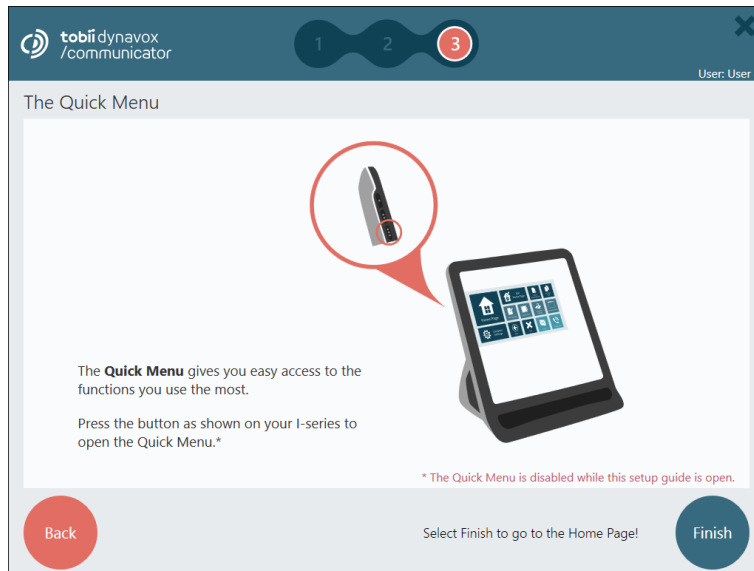 tobii dynavox
/communicator
1
2
3
User: User
The Quick Menu
Home Page
The Quick Menu gives you easy access to the
functions you use the most.
Press the button as shown on your I-series to
open the Quick Menu.*
* The Quick Menu is disabled while this setup guide is open.
Back
Select Finish to go to the Home Page!
Finish